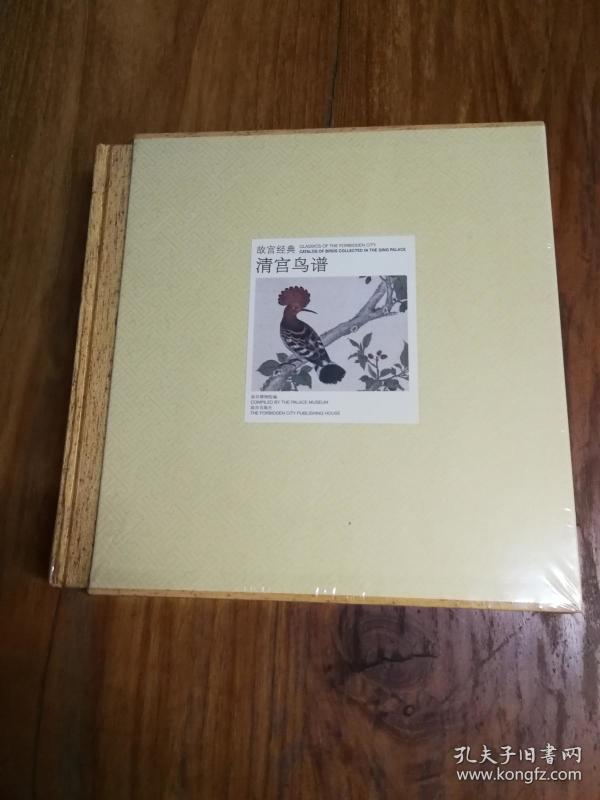 故宫经典 CLASSICS OF THE FORBIDDEN CITY
CATALOG OF BIRDS COLLECTED IN THE QING PALACE
清宫鸟谱
故宫博物院编
COMPILED BY THE PALACE MUSEUM
故宫出版社
THE FORBIDDEN CITY PUBLISHING HOUSE
孔夫子旧书网
www.kongfz.com